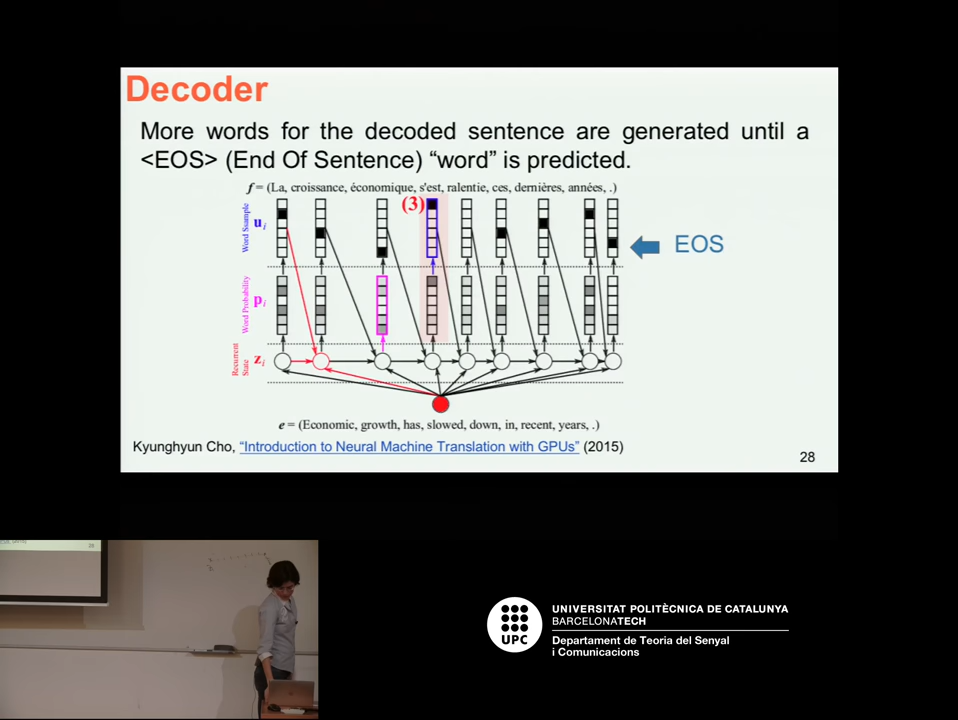 Decoder
More words for the decoded sentence are generated until a
<EOS> (End Of Sentence) “word” is predicted.
f = (La, croissance, économique, s'est, ralentie, ces, dernières, années, .)
(3)
Word Ssample
u i
EOS
Word Probability
p i
Recurrent
State
z i
e = (Economic, growth, has, slowed, down, in, recent, years, .)
Kyunghyun Cho, “Introduction to Neural Machine Translation with GPUs” (2015)
28
UPC
UNIVERSITAT POLITÈCNICA DE CATALUNYA
BARCELONATECH
Departament de Teoria del Senyal
i Comunicacions